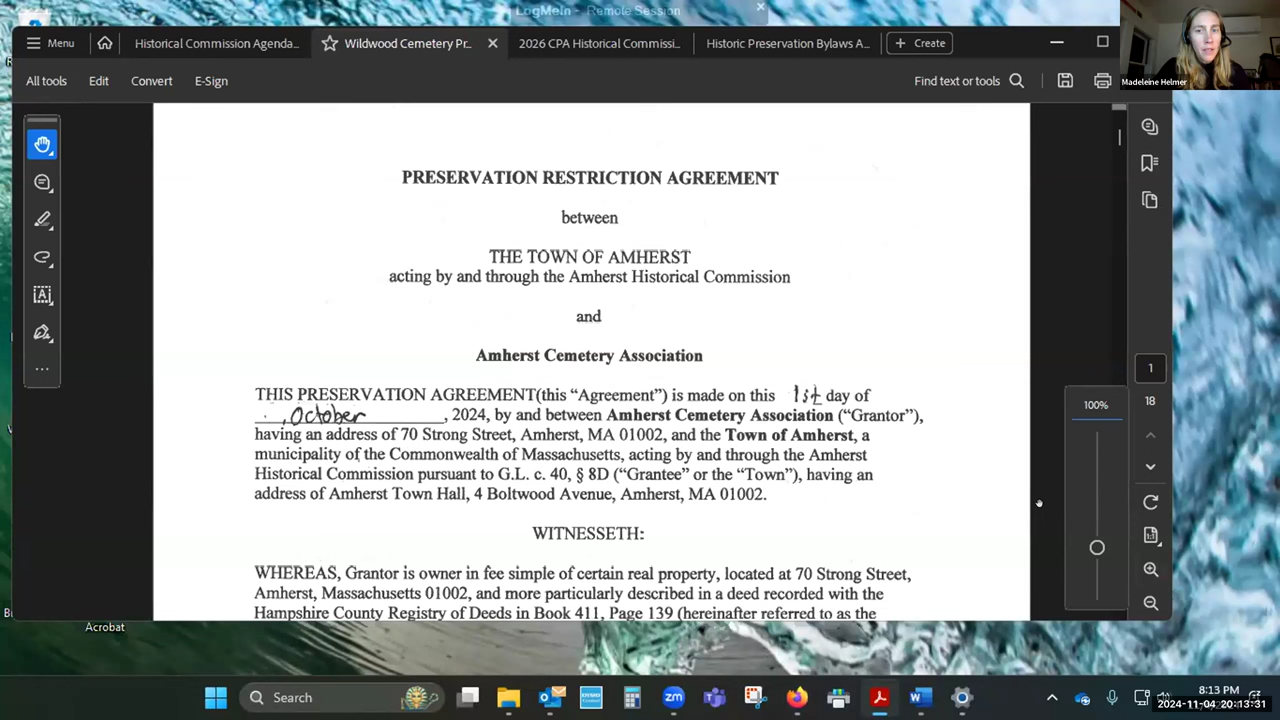 LogMeIn - Remote Session
Menu
Historical Commission Agenda...
Wildwood Cemetery Pr...
2026 CPA Historical Commissi...
Historic Preservation Bylaws A...
Create
All tools
Edit
Convert
E-Sign
Find text or tools
Madeleine Helmer
PRESERVATION RESTRICTION AGREEMENT
between
THE TOWN OF AMHERST
acting by and through the Amherst Historical Commission
and
Amherst Cemetery Association
THIS PRESERVATION AGREEMENT(this “Agreement”) is made on this 1st day of
October, 2024, by and between Amherst Cemetery Association (“Grantor”),
having an address of 70 Strong Street, Amherst, MA 01002, and the Town of Amherst, a
municipality of the Commonwealth of Massachusetts, acting by and through the Amherst
Historical Commission pursuant to G.L. c. 40, § 8D (“Grantee” or the “Town”), having an
address of Amherst Town Hall, 4 Boltwood Avenue, Amherst, MA 01002.
WITNESSETH:
WHEREAS, Grantor is owner in fee simple of certain real property, located at 70 Strong Street,
Amherst, Massachusetts 01002, and more particularly described in a deed recorded with the
Hampshire County Registry of Deeds in Book 411, Page 139 (hereinafter referred to as the
1
18
100%
Acrobat
Search
DEMO
zm
8:13 PM
2024-11-04 20:13:31